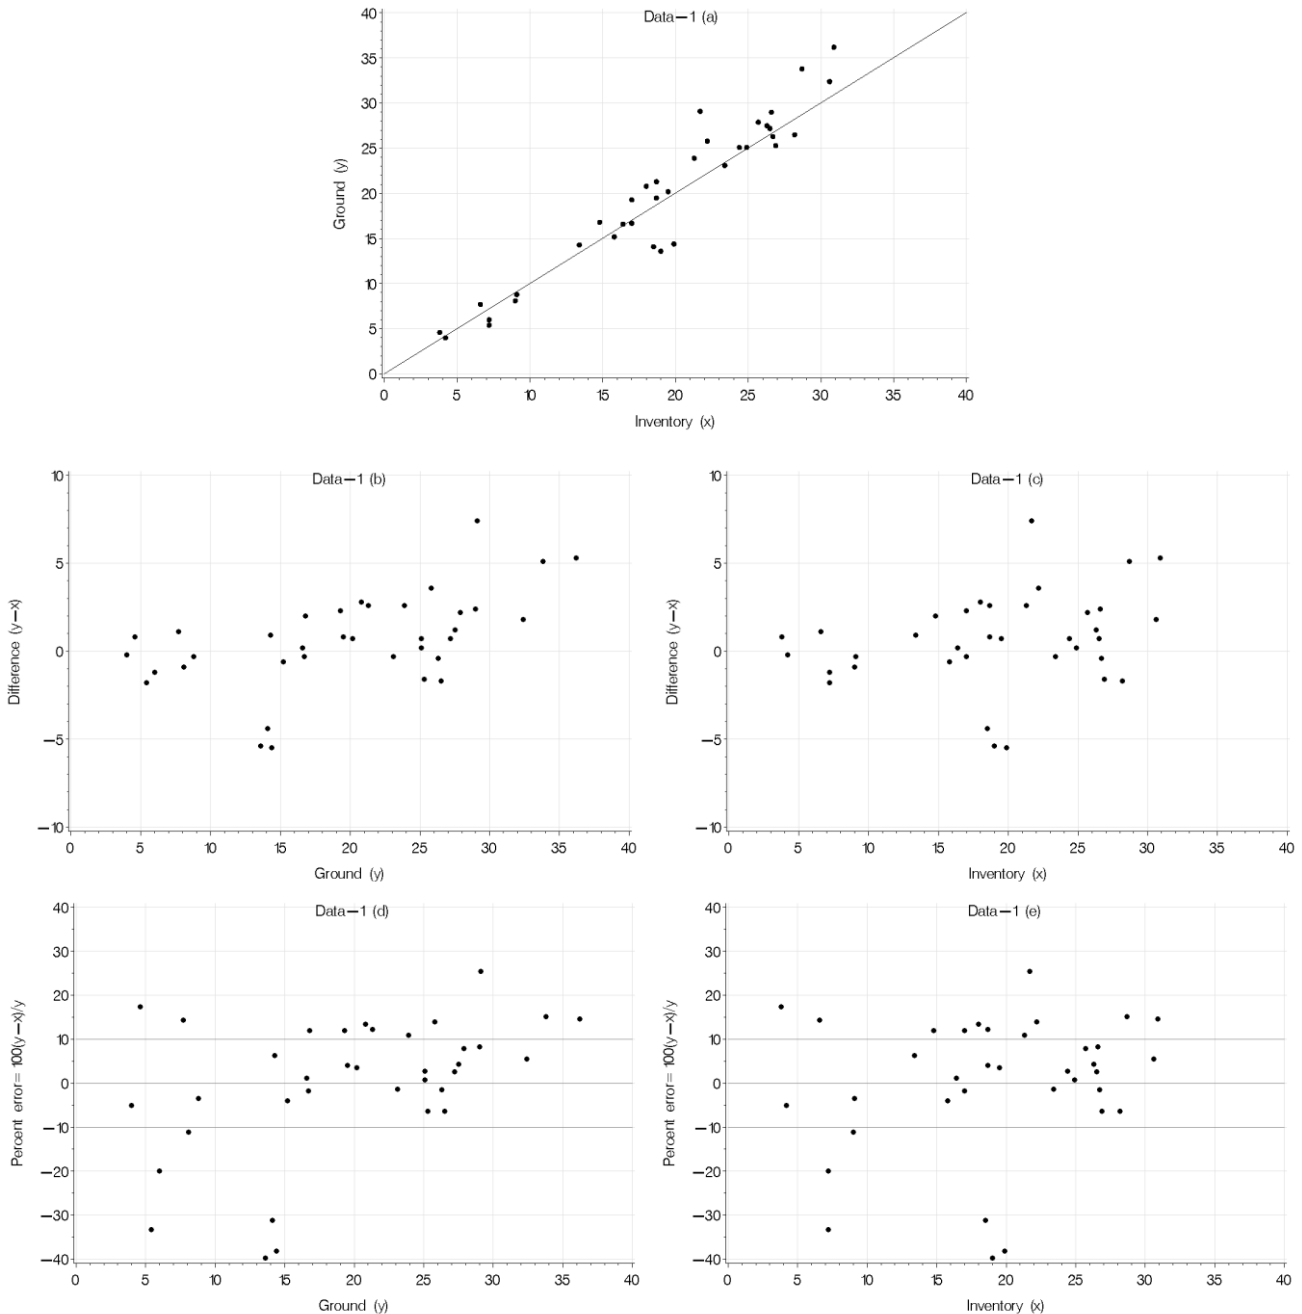 Data−1 (a)
40
35
30
25
20
15
10
5
0
Ground (y)
0 5 10 15 20 25 30 35 40
Inventory (x)
Data−1 (b)
10
5
0
−5
−10
Difference (y−x)
0 5 10 15 20 25 30 35 40
Ground (y)
Data−1 (c)
10
5
0
−5
−10
Difference (y−x)
0 5 10 15 20 25 30 35 40
Inventory (x)
Data−1 (d)
40
30
20
10
0
−10
−20
−30
−40
Percent error= 100(y−x)/y
0 5 10 15 20 25 30 35 40
Ground (y)
Data−1 (e)
40
30
20
10
0
−10
−20
−30
−40
Percent error= 100(y−x)/y
0 5 10 15 20 25 30 35 40
Inventory (x)